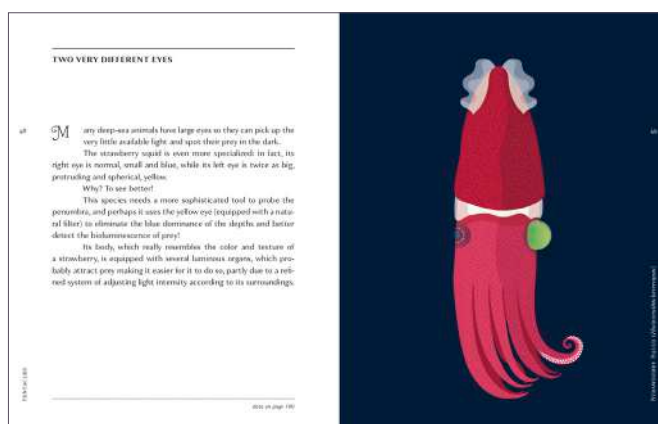 TWO VERY DIFFERENT EYES
Many deep-sea animals have large eyes so they can pick up the
very little available light and spot their prey in the dark.
The strawberry squid is even more specialized: in fact, its
right eye is normal, small and blue, while its left eye is twice as big,
protruding and spherical, yellow.
Why? To see better!
This species needs a more sophisticated tool to probe the
penumbra, and perhaps it uses the yellow eye (equipped with a natu-
ral filter) to eliminate the blue dominance of the depths and better
detect the bioluminescence of prey!
Its body, which really resembles the color and texture of
a strawberry, is equipped with several luminous organs, which pro-
bably attract prey making it easier for it to do so, partly due to a refi-
ned system of adjusting light intensity according to its surroundings.